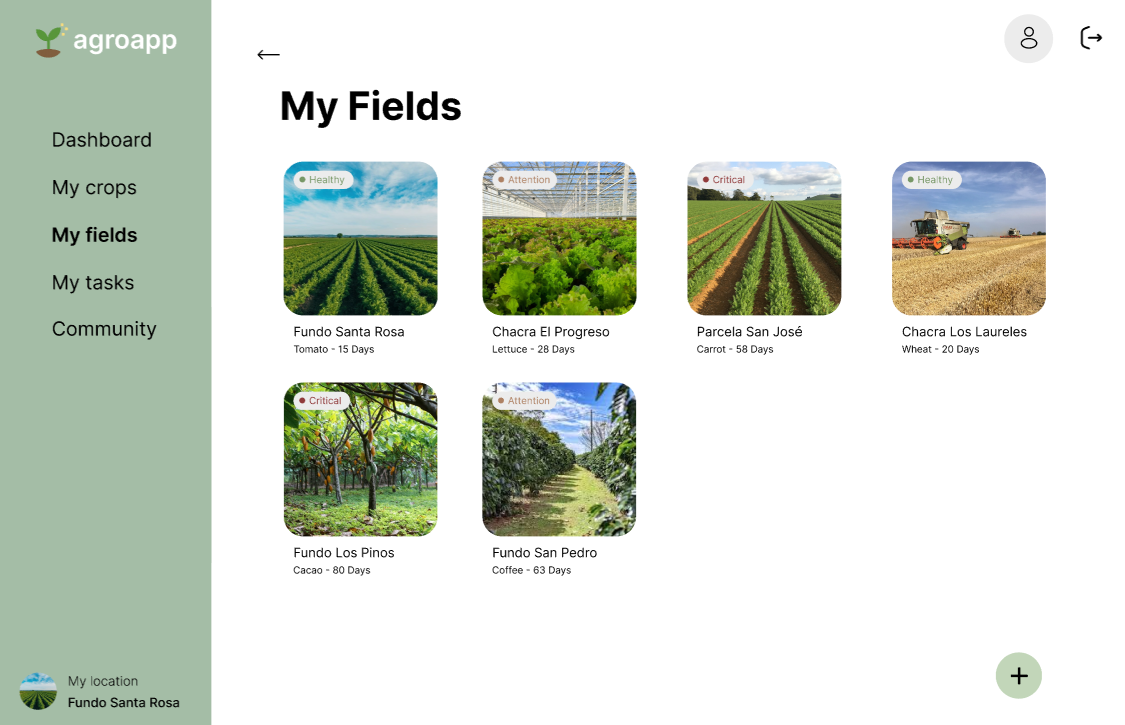 agroapp
Dashboard
My crops
My fields
My tasks
Community
My location
Fundo Santa Rosa
My Fields
Healthy
Fundo Santa Rosa
Tomato - 15 Days
Attention
Chacra El Progreso
Lettuce - 28 Days
Critical
Parcela San José
Carrot - 58 Days
Healthy
Chacra Los Laureles
Wheat - 20 Days
Critical
Fundo Los Pinos
Cacao - 80 Days
Attention
Fundo San Pedro
Coffee - 63 Days